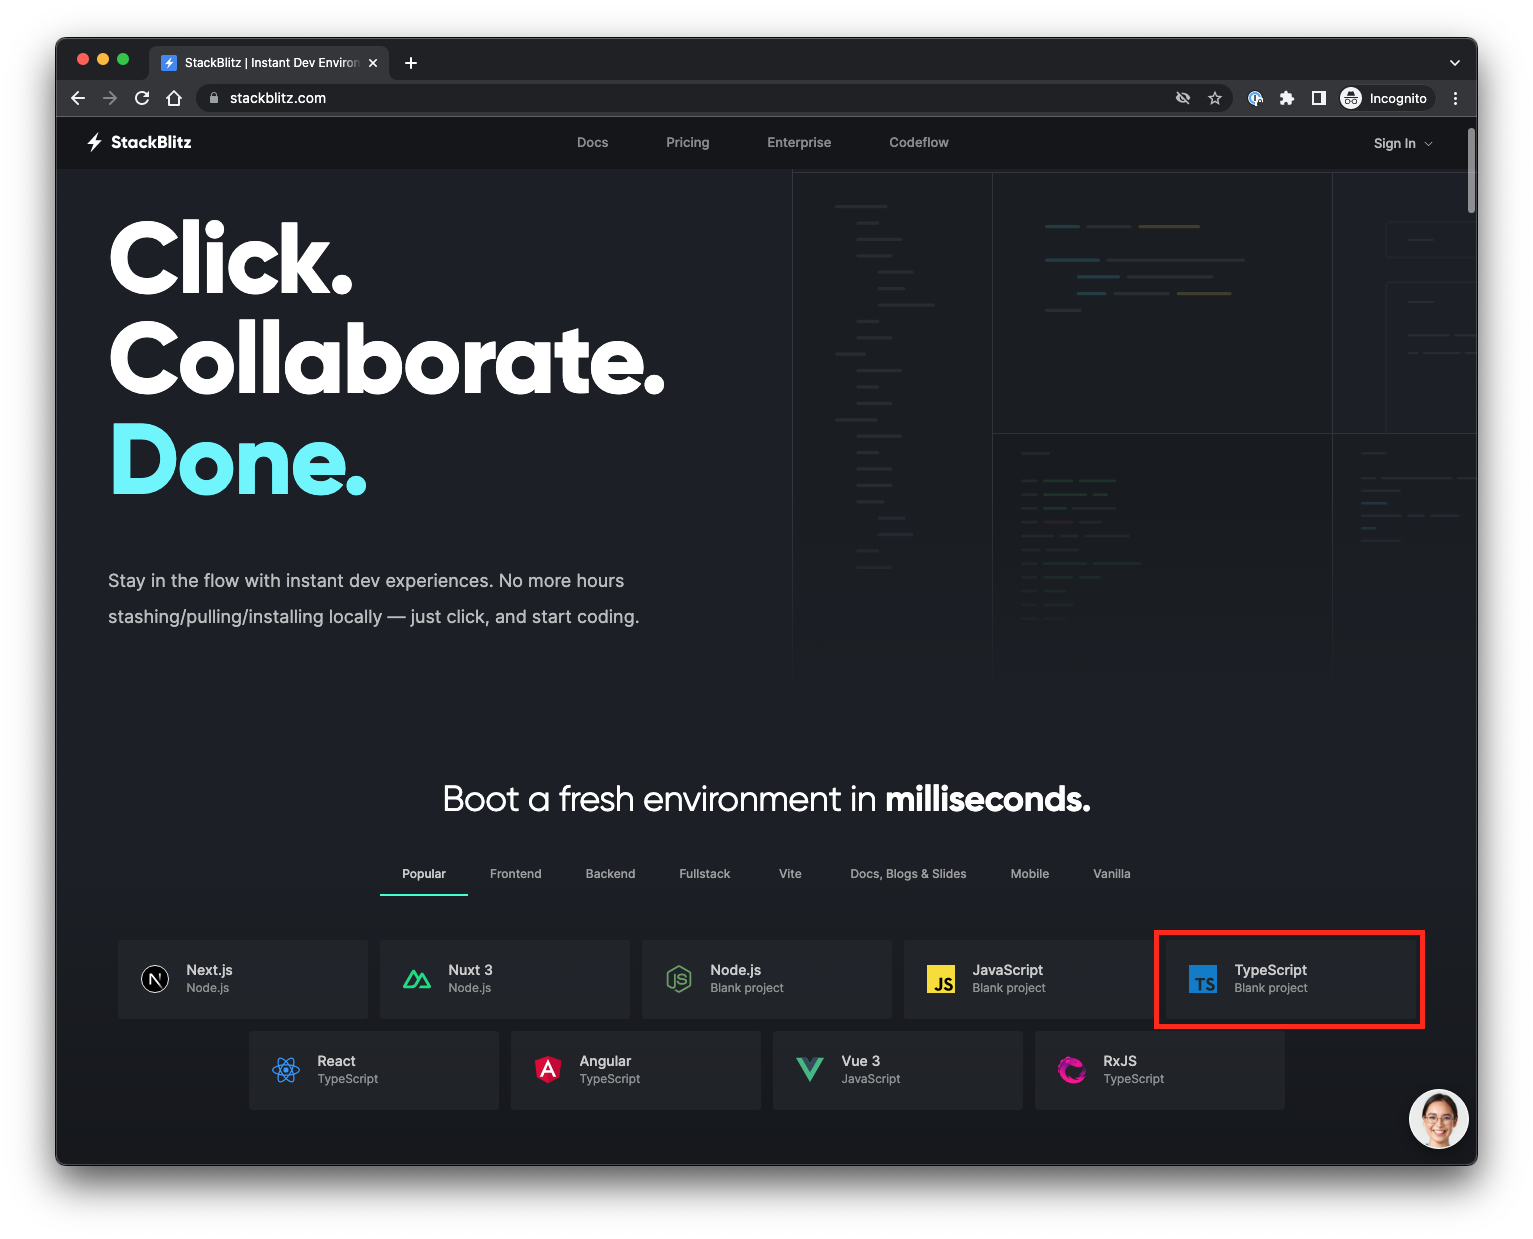 StackBlitz | Instant Dev Environ
stackblitz.com
Incognito
StackBlitz
Docs
Pricing
Enterprise
Codeflow
Sign In
Click.
Collaborate.
Done.
Stay in the flow with instant dev experiences. No more hours
stashing/pulling/installing locally — just click, and start coding.
Boot a fresh environment in milliseconds.
Popular
Frontend
Backend
Fullstack
Vite
Docs, Blogs & Slides
Mobile
Vanilla
N
Next.js
Node.js
Nuxt 3
Node.js
JS
Node.js
Blank project
JS
JavaScript
Blank project
TS
TypeScript
Blank project
React
TypeScript
A
Angular
TypeScript
Vue 3
JavaScript
RxJS
TypeScript